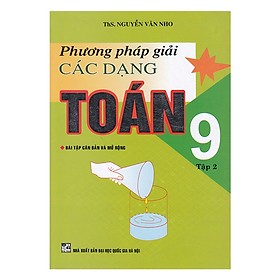 ThS. NGUYỄN VĂN NHO
Phương pháp giải
CÁC DẠNG
TOÁN 9
Tập 2
BÀI TẬP CĂN BẢN VÀ MỞ RỘNG
NHÀ XUẤT BẢN ĐẠI HỌC QUỐC GIA HÀ NỘI